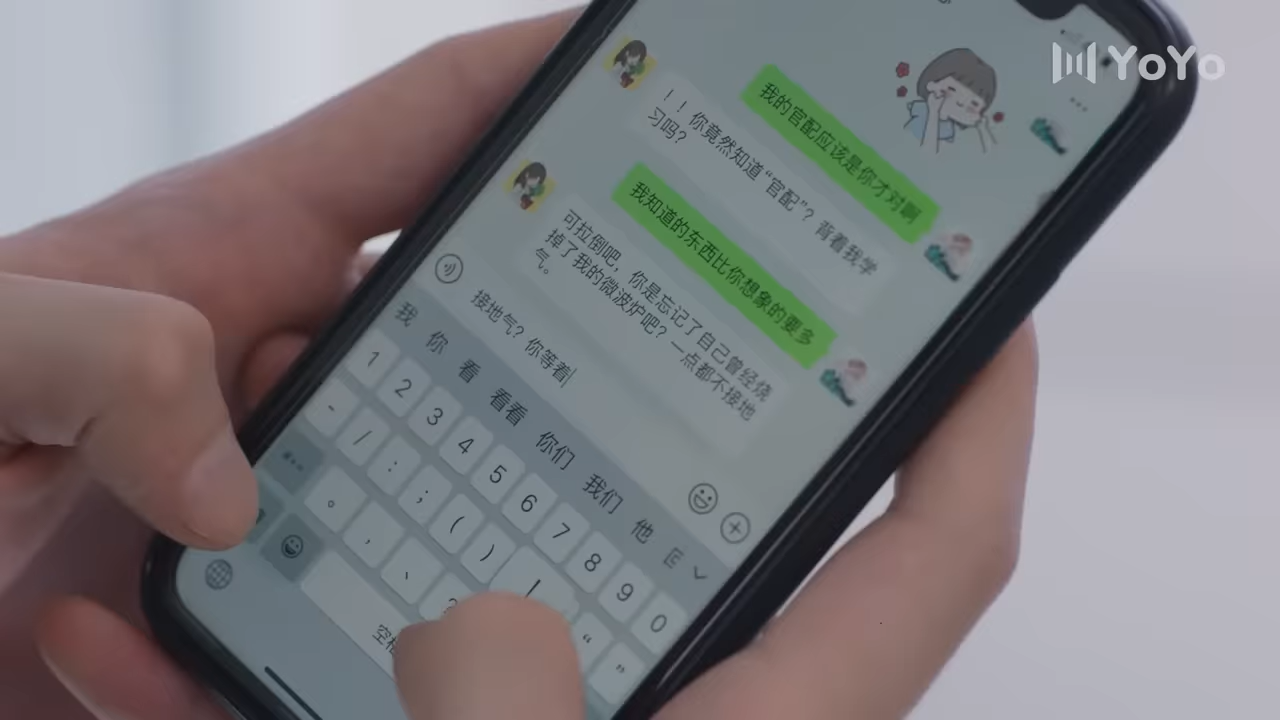 YoYo
我的官配应该是你才对啊
！！你竟然知道“官配”？背着我学
习吗？
我知道的东西比你想象的要多
可拉倒吧，你是忘记了自己曾经烧
掉了我的微波炉吧？一点都不接地
气。
接地气？你等着
我 你 看 看看 你们 我们 他
1 2 3 4 5 6 7 8 9 0
- / : ; ( )
“ ”
。 , 、